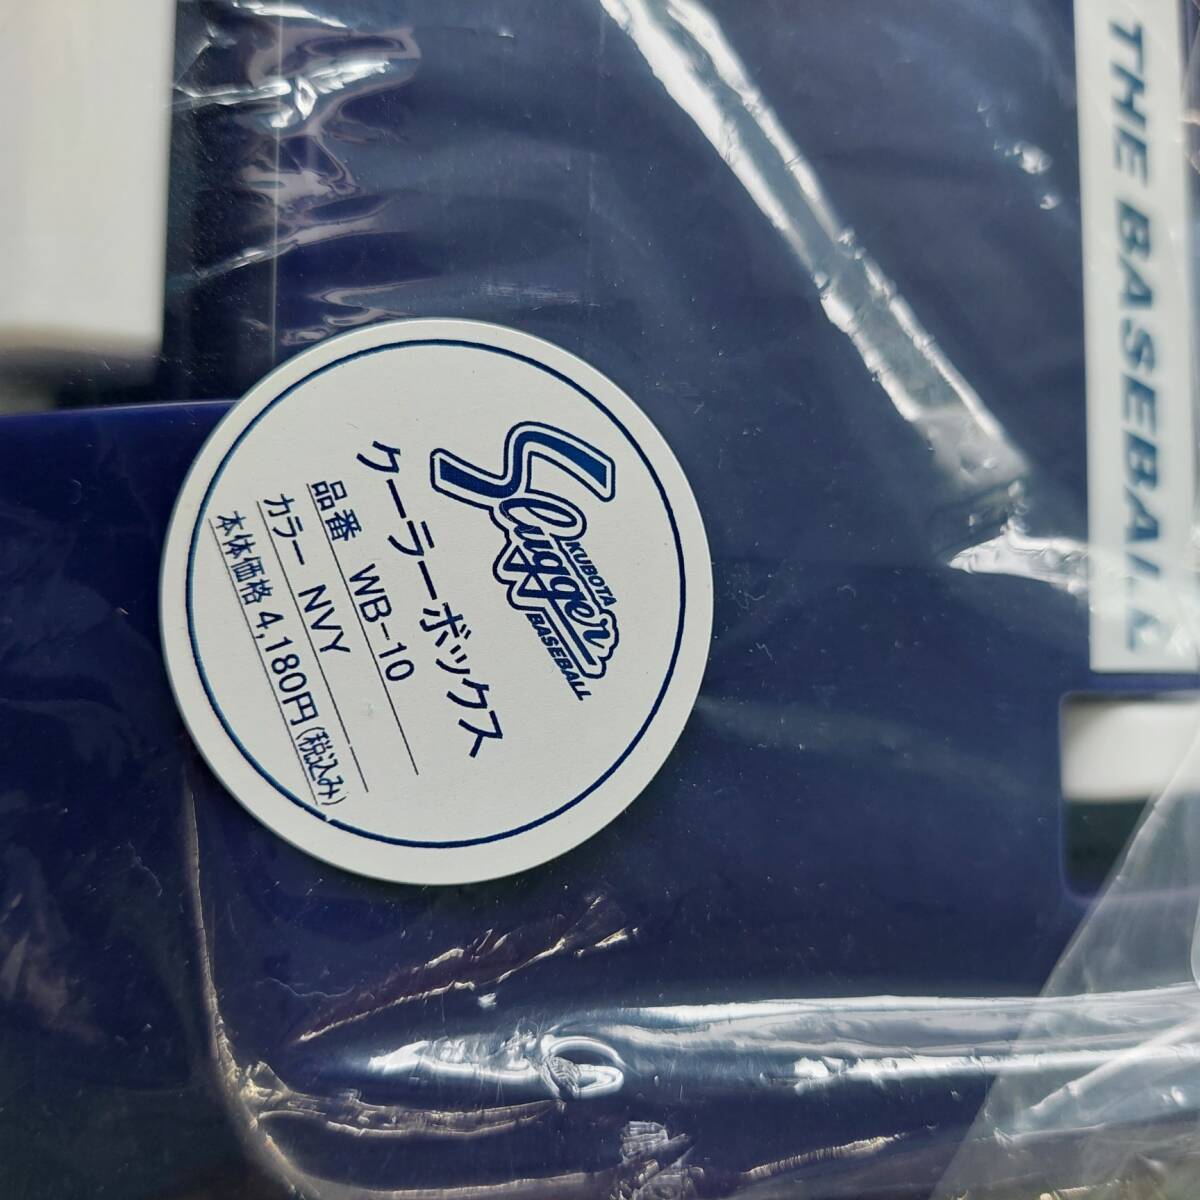 THE BASEBALL
Slugger
KUBOTA
BASEBALL
クーラーボックス
品番 WB-10
カラー NVY
本体価格 4,180円(税込み)